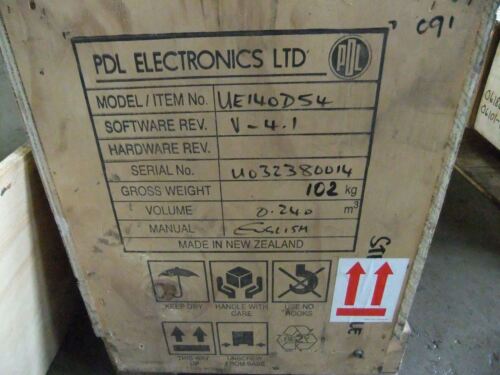 091
PDL ELECTRONICS LTD
PDL
MODEL/ITEM No. UE140D54
SOFTWARE REV. V-4.1
HARDWARE REV.
SERIAL No. U032380014
GROSS WEIGHT 102 kg
VOLUME 0.240 m3
MANUAL ENGLISH
MADE IN NEW ZEALAND
KEEP DRY
HANDLE WITH CARE
USE NO HOOKS
THIS WAY UP
UNSCREW FROM BASE